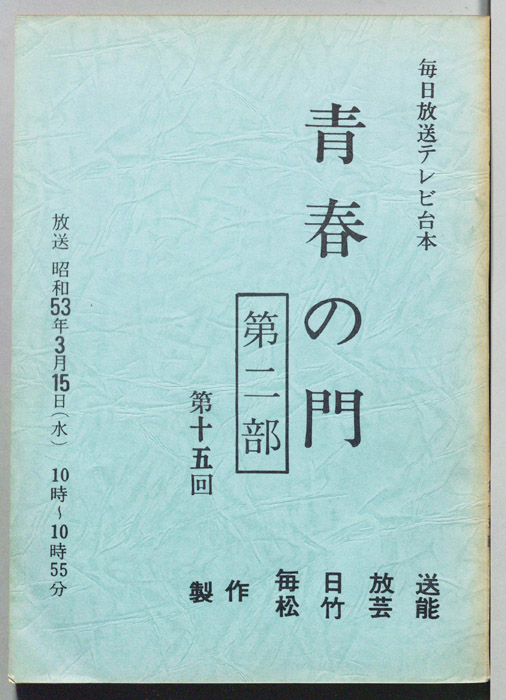 毎日放送テレビ台本
青春の門
第二部
第十五回
放送 昭和53年3月15日(水) 10時~10時55分
製作 毎日放送
松竹芸能